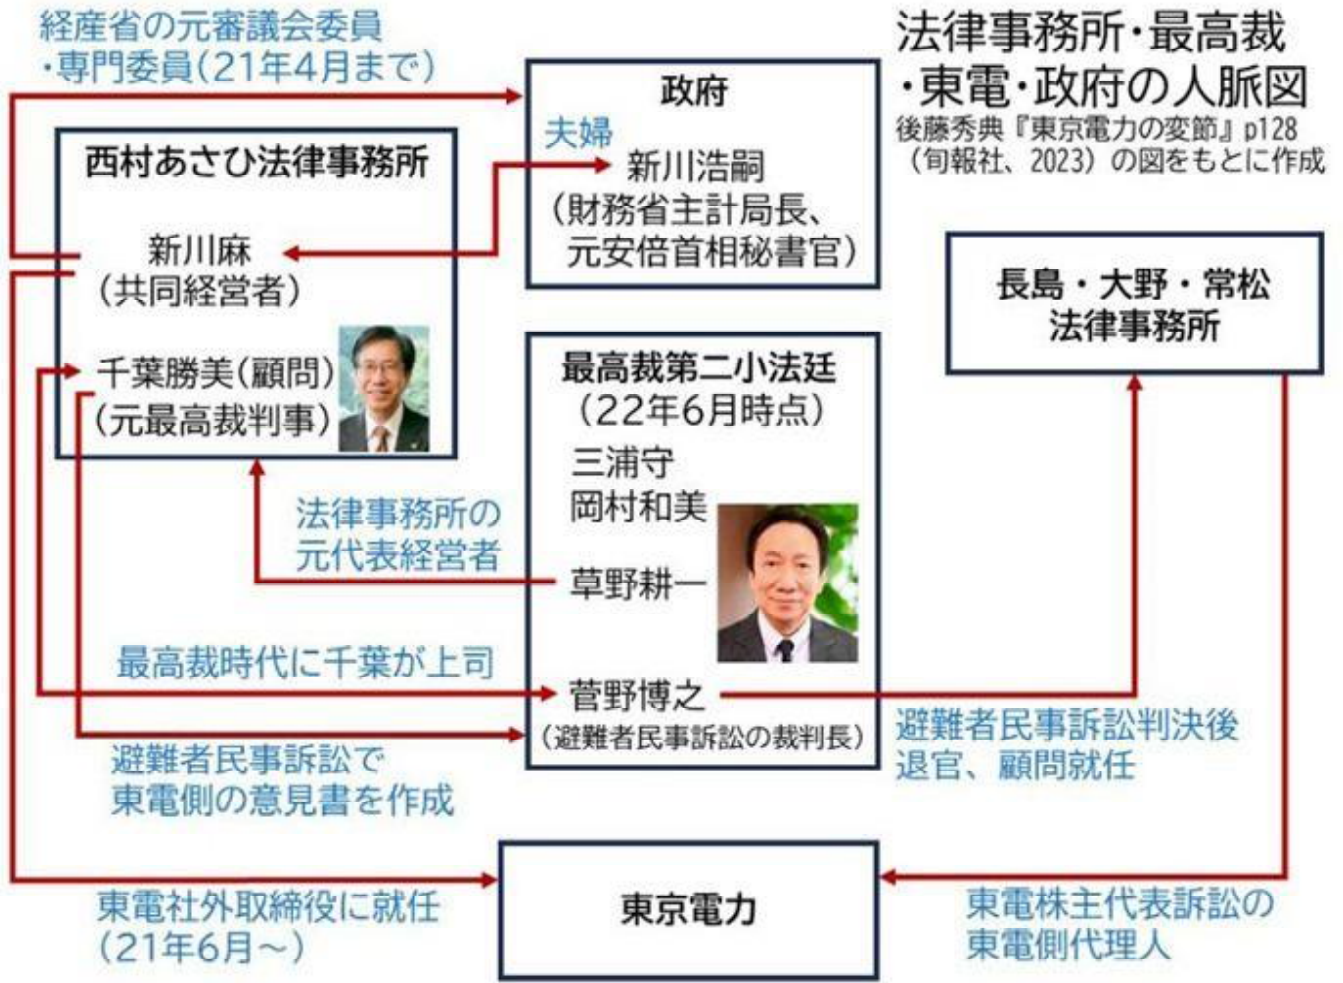 経産省の元審議会委員
・専門委員(21年4月まで)
法律事務所・最高裁
・東電・政府の人脈図
後藤秀典『東京電力の変節』p128
(旬報社、2023)の図をもとに作成
政府
夫婦
新川浩嗣
(財務省主計局長、
元安倍首相秘書官)
西村あさひ法律事務所
新川麻
(共同経営者)
千葉勝美(顧問)
(元最高裁判事)
長島・大野・常松
法律事務所
最高裁第二小法廷
(22年6月時点)
三浦守
岡村和美
草野耕一
菅野博之
(避難者民事訴訟の裁判長)
法律事務所の
元代表経営者
最高裁時代に千葉が上司
避難者民事訴訟で
東電側の意見書を作成
避難者民事訴訟判決後
退官、顧問就任
東電社外取締役に就任
(21年6月〜)
東京電力
東電株主代表訴訟の
東電側代理人